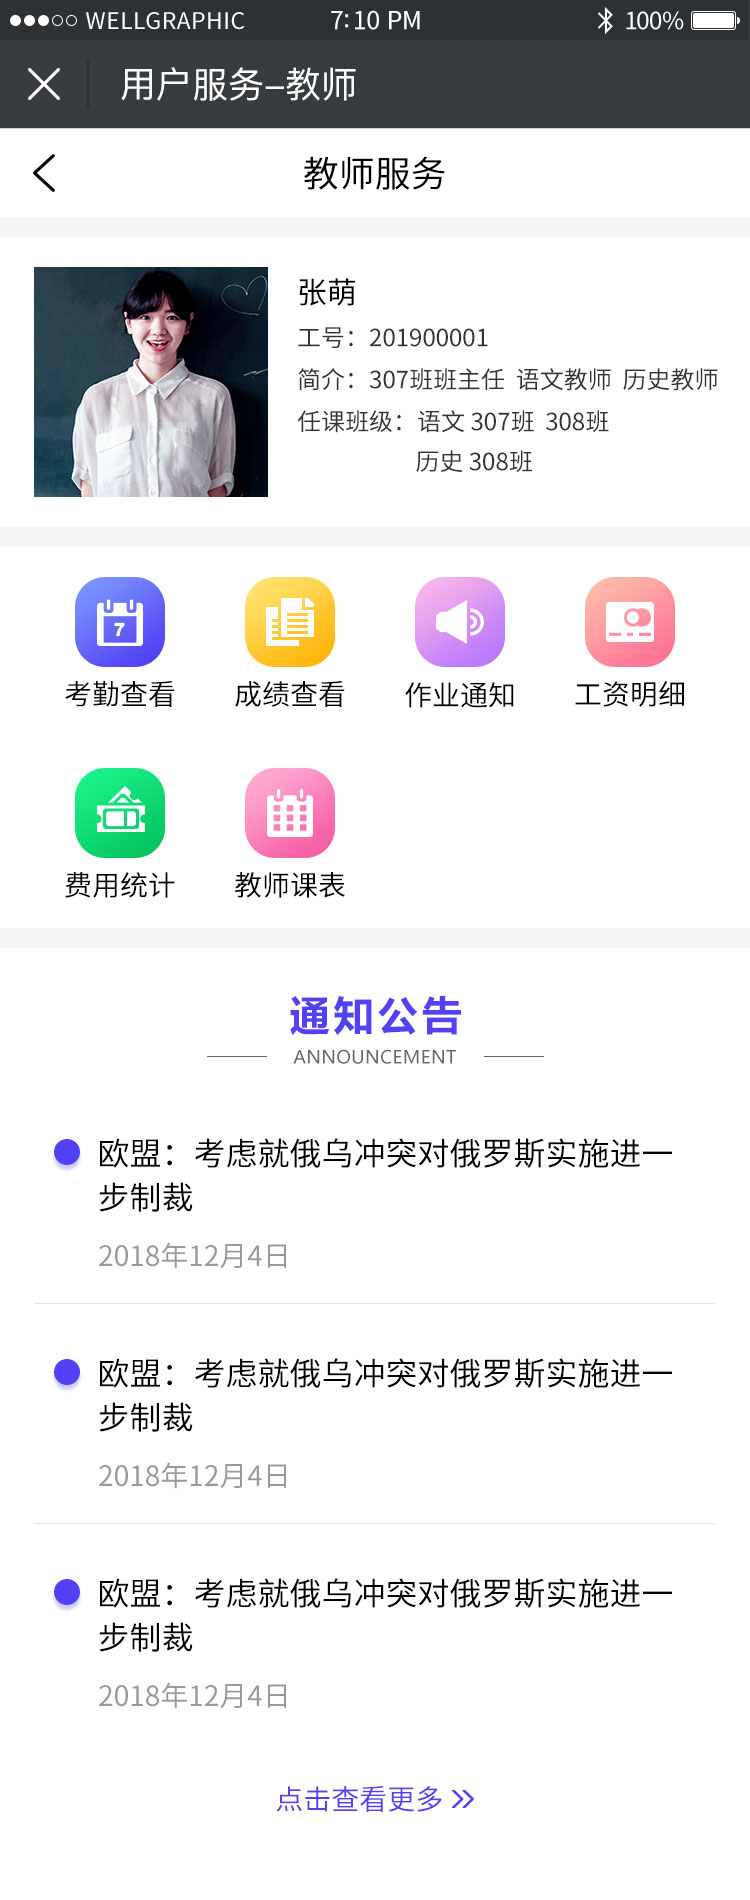 WELLGRAPHIC 7:10 PM 100%
用户服务–教师
教师服务
张萌
工号：201900001
简介：307班班主任 语文教师 历史教师
任课班级：语文 307班 308班
历史 308班
7
考勤查看 成绩查看 作业通知 工资明细
费用统计 教师课表
通知公告
ANNOUNCEMENT
欧盟：考虑就俄乌冲突对俄罗斯实施进一
步制裁
2018年12月4日
欧盟：考虑就俄乌冲突对俄罗斯实施进一
步制裁
2018年12月4日
欧盟：考虑就俄乌冲突对俄罗斯实施进一
步制裁
2018年12月4日
点击查看更多 »